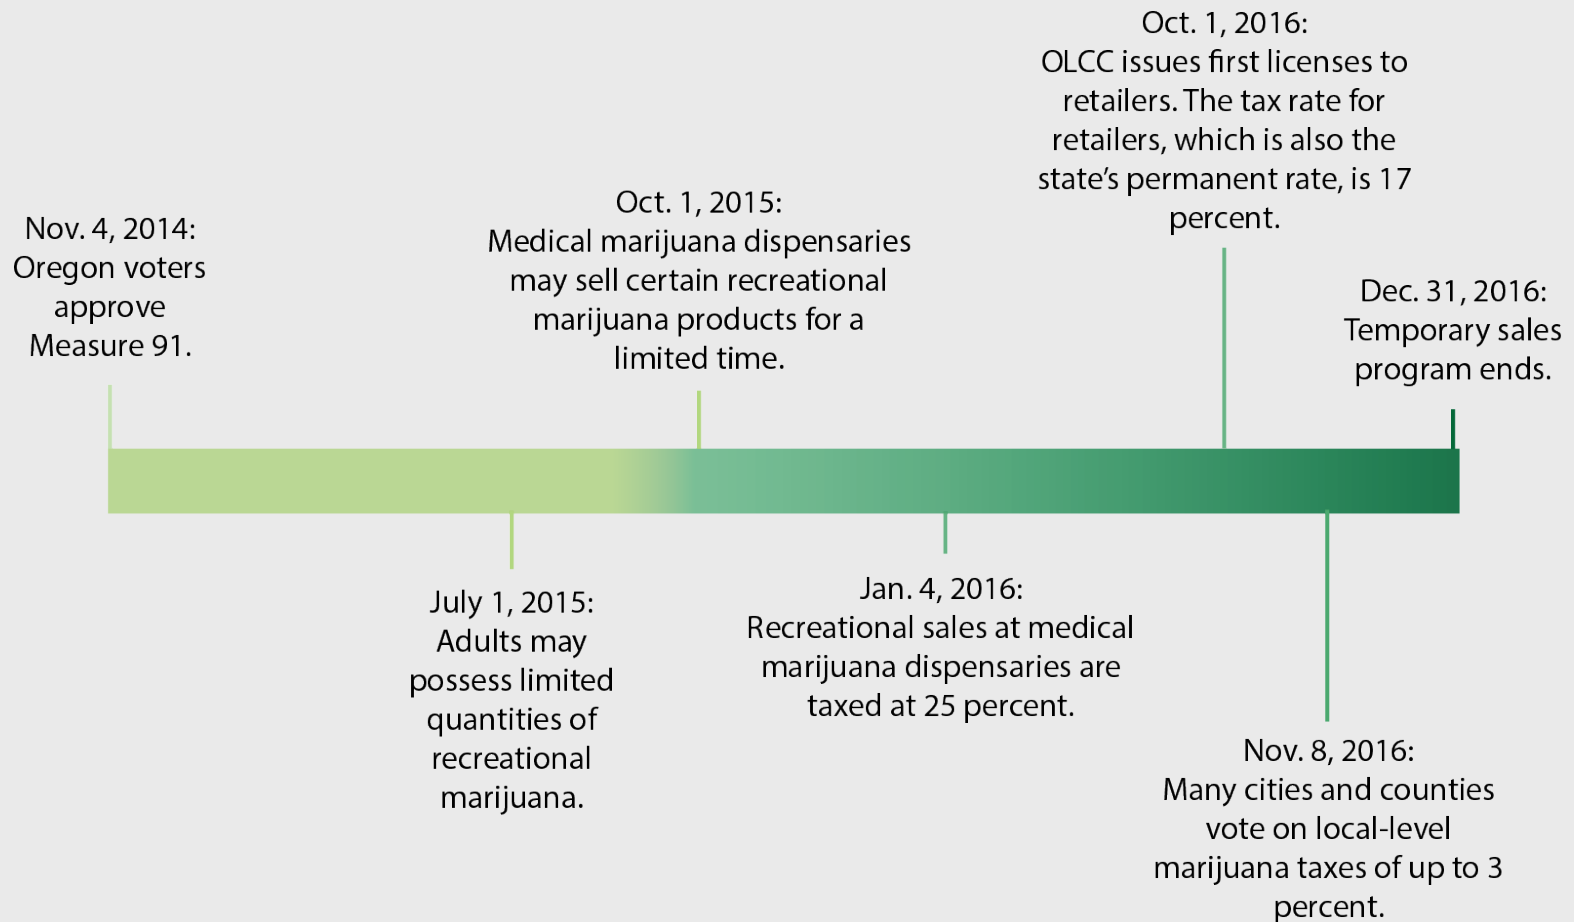 Nov. 4, 2014:
Oregon voters
approve
Measure 91.
July 1, 2015:
Adults may
possess limited
quantities of
recreational
marijuana.
Oct. 1, 2015:
Medical marijuana dispensaries
may sell certain recreational
marijuana products for a
limited time.
Jan. 4, 2016:
Recreational sales at medical
marijuana dispensaries are
taxed at 25 percent.
Oct. 1, 2016:
OLCC issues first licenses to
retailers. The tax rate for
retailers, which is also the
state’s permanent rate, is 17
percent.
Nov. 8, 2016:
Many cities and counties
vote on local-level
marijuana taxes of up to 3
percent.
Dec. 31, 2016:
Temporary sales
program ends.